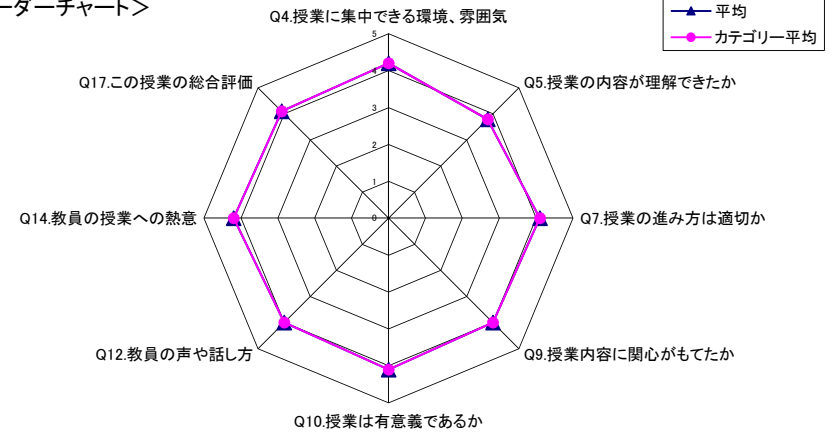 ーダーチャート＞
平均
カテゴリー平均
Q4.授業に集中できる環境、雰囲気
Q17.この授業の総合評価
Q5.授業の内容が理解できたか
Q14.教員の授業への熱意
Q7.授業の進み方は適切か
Q12.教員の声や話し方
Q9.授業内容に関心がもてたか
Q10.授業は有意義であるか
5
4
3
2
1
0